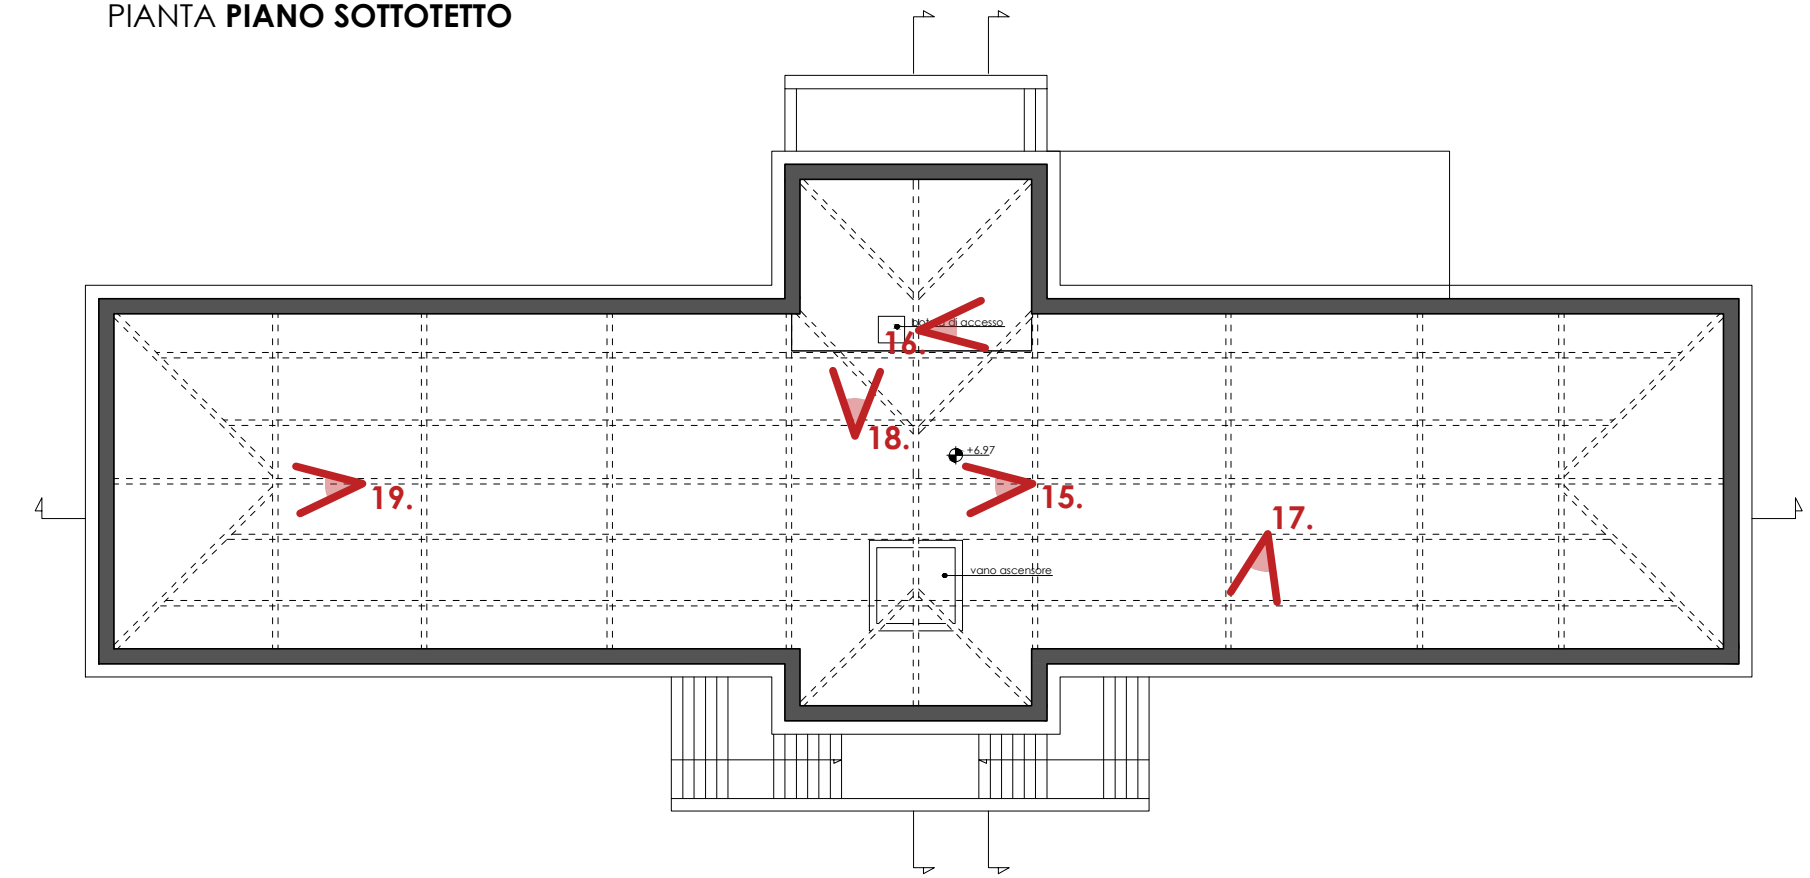 PIANTA PIANO SOTTOTETTO
di accesso
16.
18.
+6,97
19.
15.
17.
vano ascensore